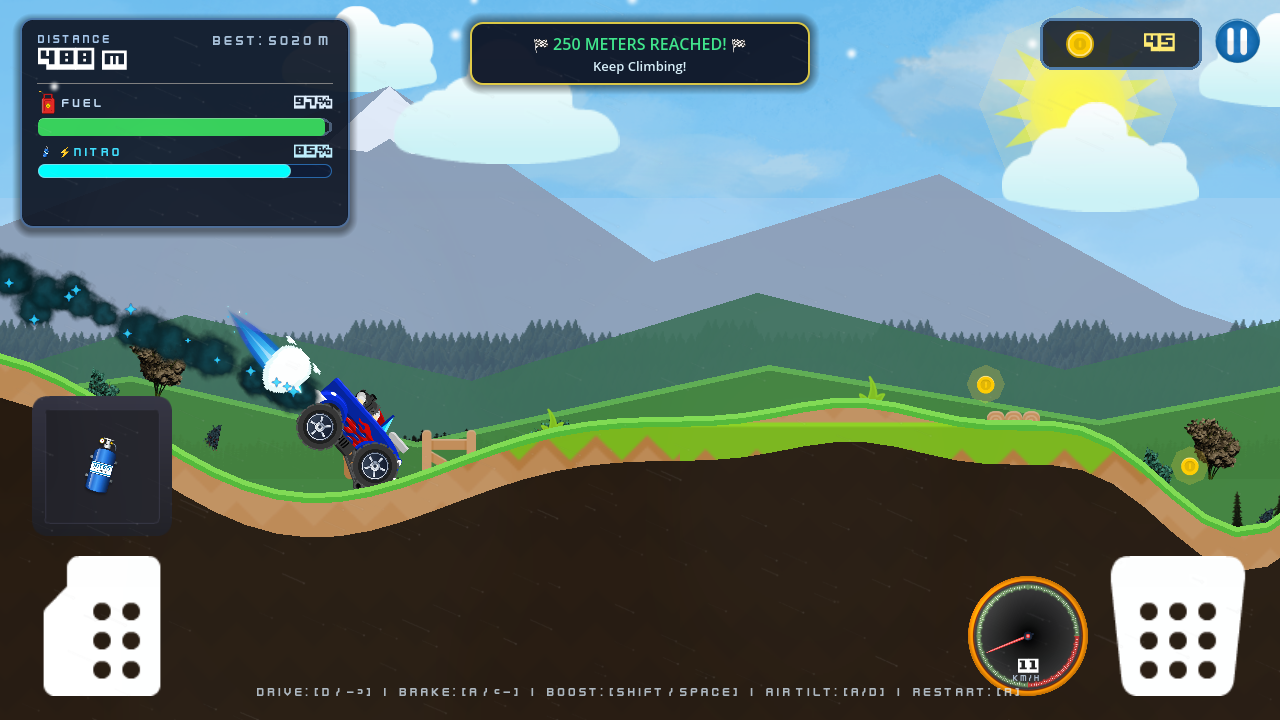 DISTANCE
BEST: 5020 M
488 m
FUEL
97%
⚡NITRO
85%
🏁 250 METERS REACHED! 🏁
Keep Climbing!
45
11
KM/H
DRIVE: [D / ->] | BRAKE: [A / <-] | BOOST: [SHIFT / SPACE] | AIR TILT: [A/D] | RESTART: [R]